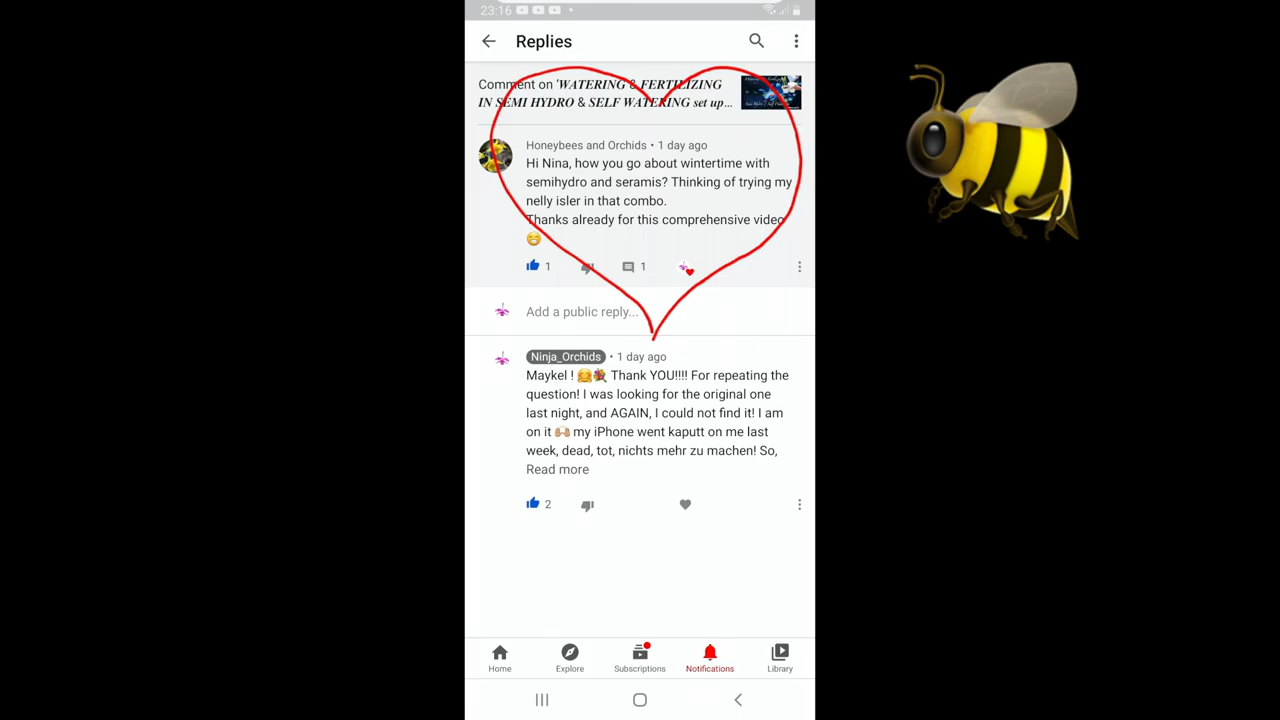 23:16
Replies
Comment on 'WATERING & FERTILIZING
IN SEMI HYDRO & SELF WATERING set up...
Honeybees and Orchids • 1 day ago
Hi Nina, how you go about wintertime with
semihydro and seramis? Thinking of trying my
nelly isler in that combo.
Thanks already for this comprehensive video
😁
1
1
Add a public reply...
Ninja_Orchids • 1 day ago
Maykel ! 🤗💐 Thank YOU!!!! For repeating the
question! I was looking for the original one
last night, and AGAIN, I could not find it! I am
on it 🙌🏼 my iPhone went kaputt on me last
week, dead, tot, nichts mehr zu machen! So,
Read more
2
Home
Explore
Subscriptions
Notifications
Library